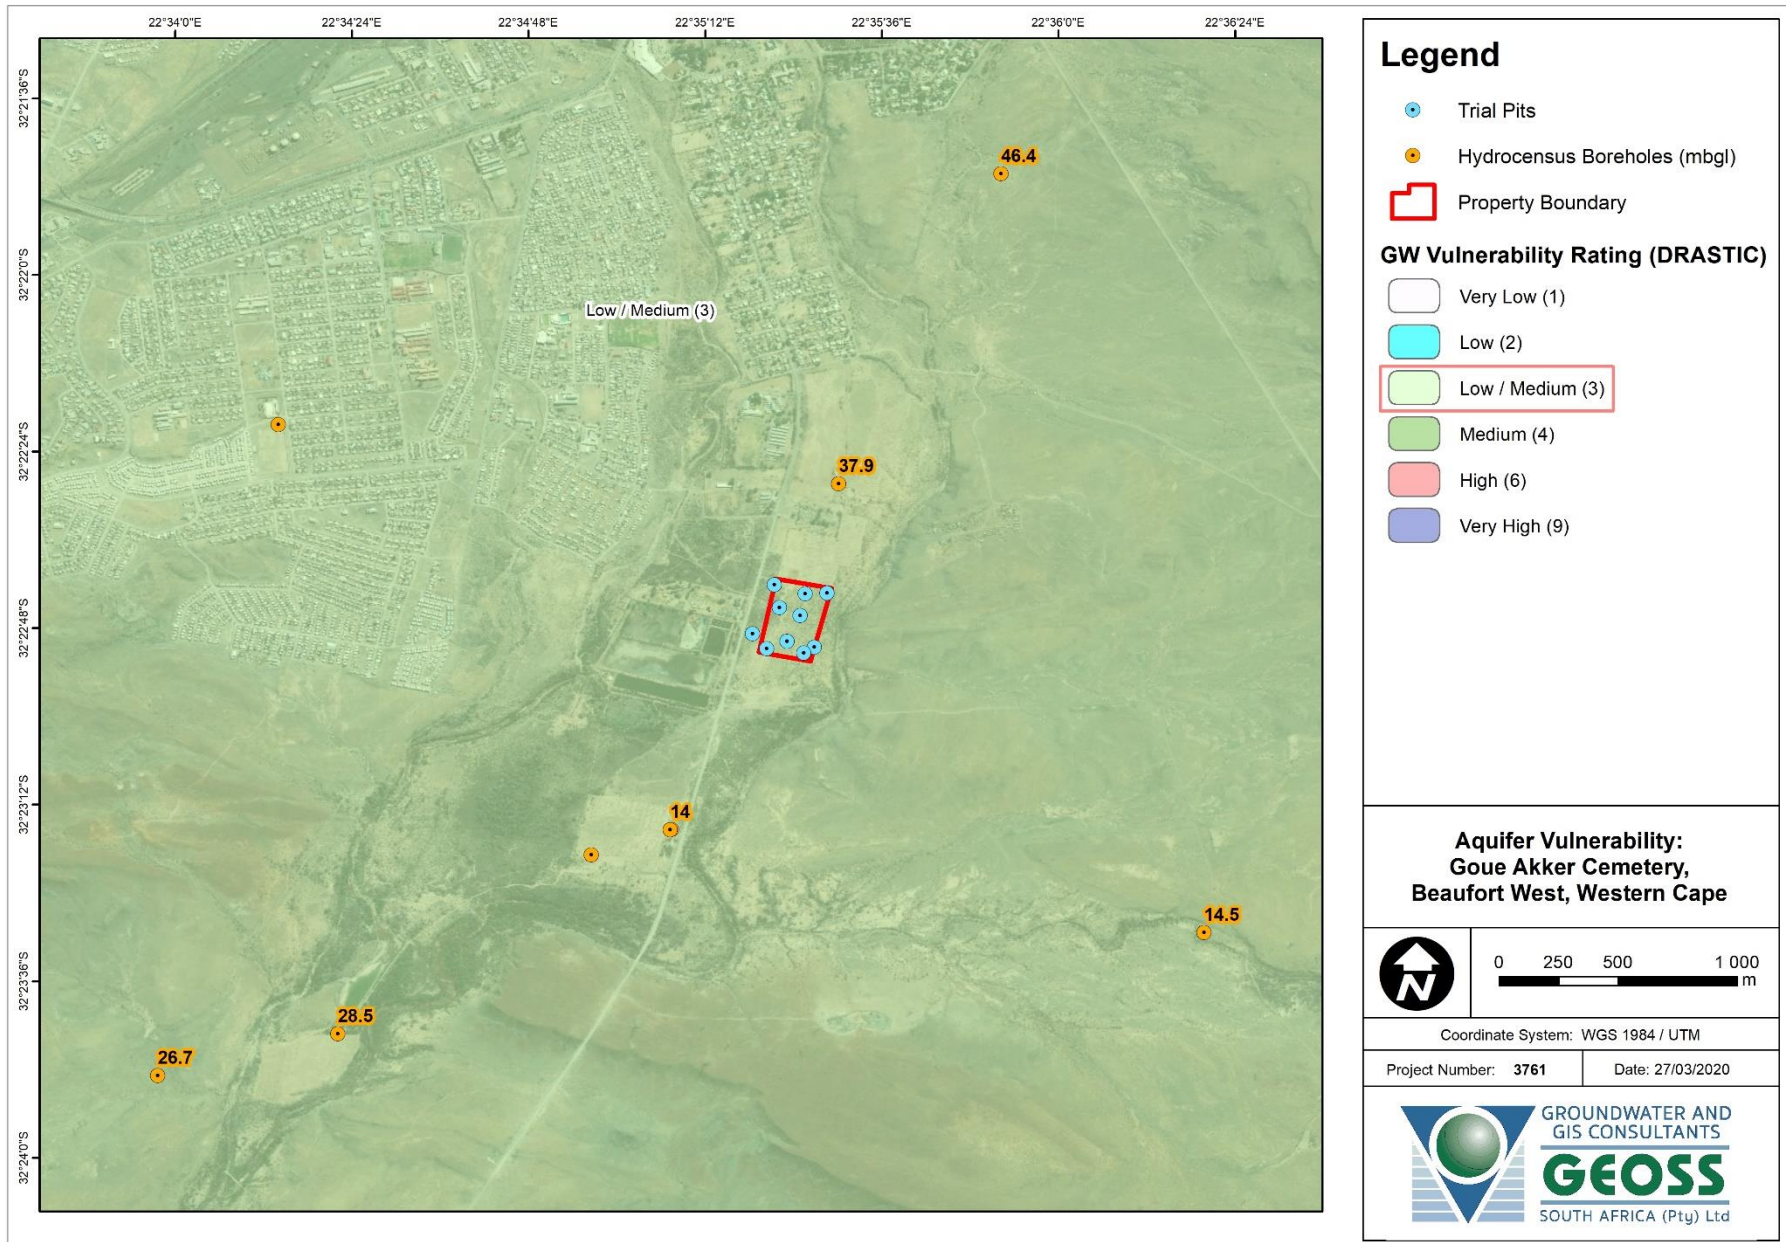 22°34'0"E
22°34'24"E
22°34'48"E
22°35'12"E
22°35'36"E
22°36'0"E
22°36'24"E
32°21'36"S
32°22'0"S
32°22'24"S
32°22'48"S
32°23'12"S
32°23'36"S
32°24'0"S
46.4
Low / Medium (3)
37.9
14
14.5
28.5
26.7
Legend
Trial Pits
Hydrocensus Boreholes (mbgl)
Property Boundary
GW Vulnerability Rating (DRASTIC)
Very Low (1)
Low (2)
Low / Medium (3)
Medium (4)
High (6)
Very High (9)
Aquifer Vulnerability:
Goue Akker Cemetery,
Beaufort West, Western Cape
N
0 250 500 1 000
m
Coordinate System: WGS 1984 / UTM
Project Number: 3761
Date: 27/03/2020
GROUNDWATER AND
GIS CONSULTANTS
GEOSS
SOUTH AFRICA (Pty) Ltd